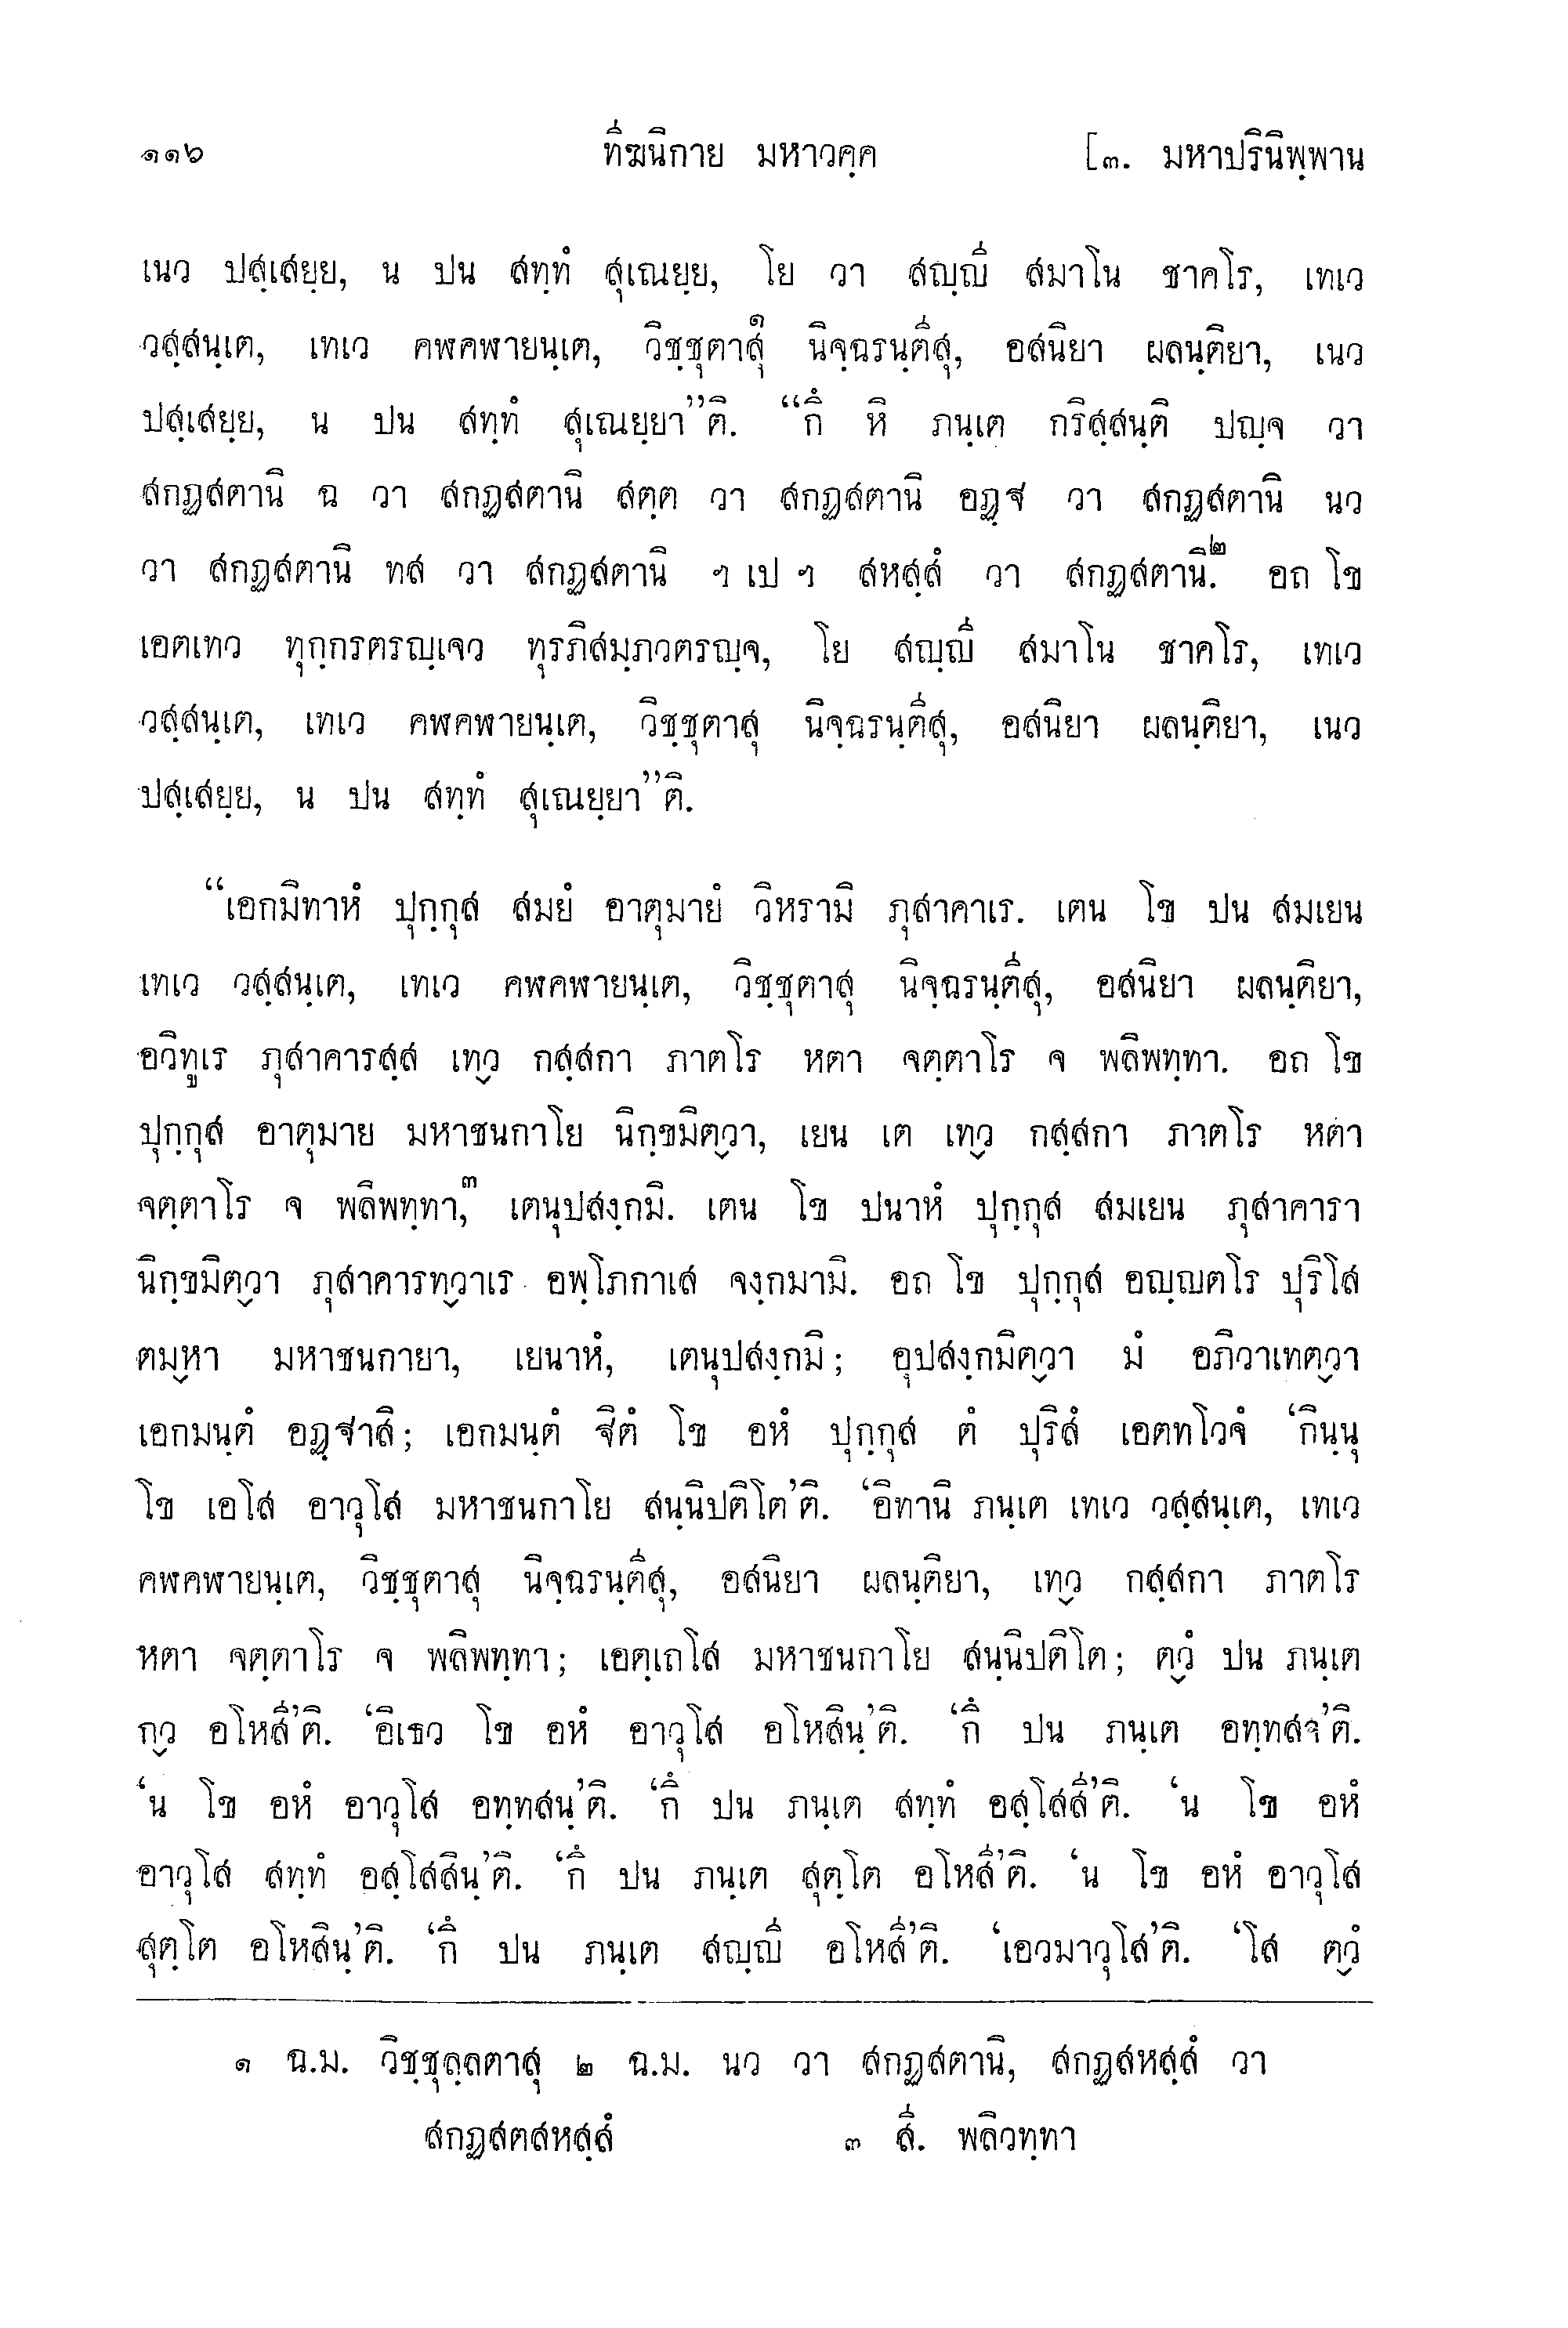 ๑๑๖ ทีฆนิกาย มหาวคฺค [๓. มหาปรินิพฺพาน
เนว ปสฺเสยฺย, น ปน สทฺทํ สุเณยฺย, โย วา สญฺญี สมาโน ชาคโร, เทเว
วสฺสนฺเต, เทเว คฬคฬายนฺเต, วิชฺชุตาสุ๑ นิจฺฉรนฺตีสุ, อสนิยา ผลนฺติยา, เนว
ปสฺเสยฺย, น ปน สทฺทํ สุเณยฺยา”ติ. “กึ หิ ภนฺเต กริสฺสนฺติ ปญฺจ วา
สกฏสตานิ ฉ วา สกฏสตานิ สตฺต วา สกฏสตานิ อฏฺฐ วา สกฏสตานิ นว
วา สกฏสตานิ ทส วา สกฏสตานิ ฯ เป ฯ สหสฺสํ วา สกฏสตานิ.๒ อถ โข
เอตเทว ทุกฺกรตรญฺเจว ทุรภิสมฺภวตรญฺจ, โย สญฺญี สมาโน ชาคโร, เทเว
วสฺสนฺเต, เทเว คฬคฬายนฺเต, วิชฺชุตาสุ นิจฺฉรนฺตีสุ, อสนิยา ผลนฺติยา, เนว
ปสฺเสยฺย, น ปน สทฺทํ สุเณยฺยา”ติ.
“เอกมิทาหํ ปุกฺกุส สมยํ อาตุมายํ วิหรามิ ภุสาคาเร. เตน โข ปน สมเยน
เทเว วสฺสนฺเต, เทเว คฬคฬายนฺเต, วิชฺชุตาสุ นิจฺฉรนฺตีสุ, อสนิยา ผลนฺติยา,
อวิทูเร ภุสาคารสฺส เทฺว กสฺสกา ภาตโร หตา จตฺตาโร จ พลิพทฺทา. อถ โข
ปุกฺกุส อาตุมาย มหาชนกาโย นิกฺขมิตฺวา, เยน เต เทฺว กสฺสกา ภาตโร หตา
จตฺตาโร จ พลิพทฺทา,๓ เตนุปสงฺกมิ. เตน โข ปนาหํ ปุกฺกุส สมเยน ภุสาคารา
นิกฺขมิตฺวา ภุสาคารทฺวาเร อพฺโภกาเส จงฺกมามิ. อถ โข ปุกฺกุส อญฺญตโร ปุริโส
ตมฺหา มหาชนกายา, เยนาหํ, เตนุปสงฺกมิ; อุปสงฺกมิตฺวา มํ อภิวาเทตฺวา
เอกมนฺตํ อฏฺฐาสิ; เอกมนฺตํ ฐิตํ โข อหํ ปุกฺกุส ตํ ปุริสํ เอตทโวจํ ‘กินฺนุ
โข เอโส อาวุโส มหาชนกาโย สนฺนิปติโต’ติ. ‘อิทานิ ภนฺเต เทเว วสฺสนฺเต, เทเว
คฬคฬายนฺเต, วิชฺชุตาสุ นิจฺฉรนฺตีสุ, อสนิยา ผลนฺติยา, เทฺว กสฺสกา ภาตโร
หตา จตฺตาโร จ พลิพทฺทา; เอตฺเถโส มหาชนกาโย สนฺนิปติโต; ตฺวํ ปน ภนฺเต
กฺว อโหสี’ติ. ‘อิเธว โข อหํ อาวุโส อโหสินฺ’ติ. ‘กึ ปน ภนฺเต อทฺทสา’ติ.
‘น โข อหํ อาวุโส อทฺทสนฺ’ติ. ‘กึ ปน ภนฺเต สทฺทํ อสฺโสสี’ติ. ‘น โข อหํ
อาวุโส สทฺทํ อสฺโสสินฺ’ติ. ‘กึ ปน ภนฺเต สุตฺโต อโหสี’ติ. ‘น โข อหํ อาวุโส
สุตฺโต อโหสินฺ’ติ. ‘กึ ปน ภนฺเต สญฺญี อโหสี’ติ. ‘เอวมาวุโส’ติ. ‘โส ตฺวํ
๑ ฉ.ม. วิชฺชุลฺลตาสุ ๒ ฉ.ม. นว วา สกฏสตานิ, สกฏสหสฺสํ วา
สกฏสตสหสฺสํ ๓ สี. พลิวทฺทา